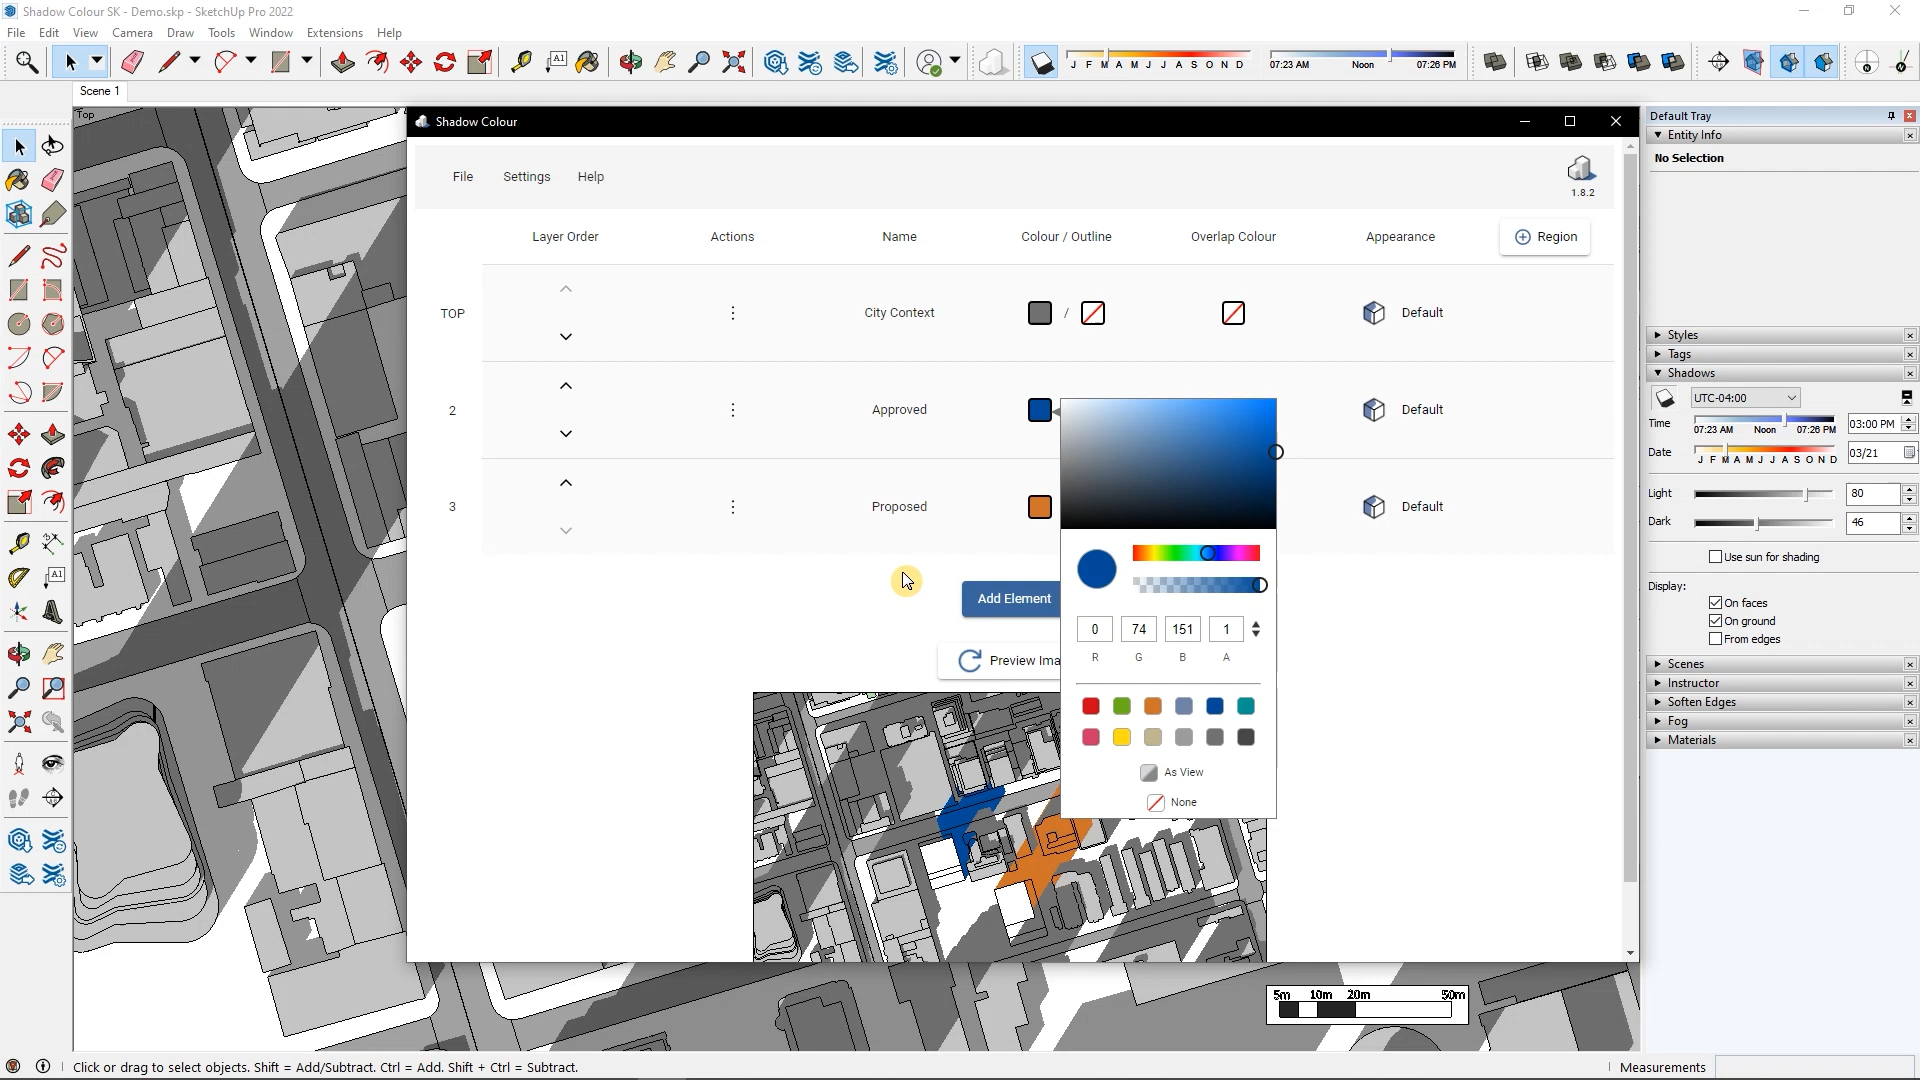 Shadow Colour SK - Demo.skp - SketchUp Pro 2022
File Edit View Camera Draw Tools Window Extensions Help
J F M A M J J A S O N D
07:23 AM Noon 07:26 PM
Scene 1
Top
Shadow Colour
File Settings Help
1.8.2
Layer Order Actions Name Colour / Outline Overlap Colour Appearance Region
TOP City Context / Default
2 Approved Default
3 Proposed Default
Add Element
Preview Ima
0 74 151 1
R G B A
As View
None
5m 10m 20m 50m
Default Tray
Entity Info
No Selection
Styles
Tags
Shadows
UTC-04:00
Time 07:23 AM Noon 07:26 PM 03:00 PM
Date J F M A M J J A S O N D 03/21
Light 80
Dark 46
Use sun for shading
Display:
On faces
On ground
From edges
Scenes
Instructor
Soften Edges
Fog
Materials
Click or drag to select objects. Shift = Add/Subtract. Ctrl = Add. Shift + Ctrl = Subtract.
Measurements